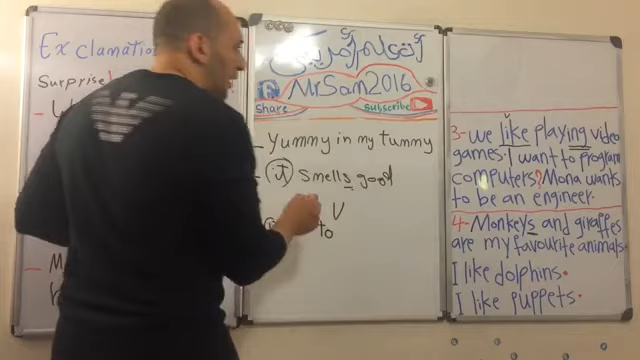 Exclamation
Surprise!
MrSam2016
share
subscribe
- Yummy in my tummy
- (it) smells good
to V
3- we like playing video
games. I want to program
computers? Mona wants
to be an engineer.
4- Monkeys and giraffes
are my favourite animals
I like dolphins.
I like puppets.